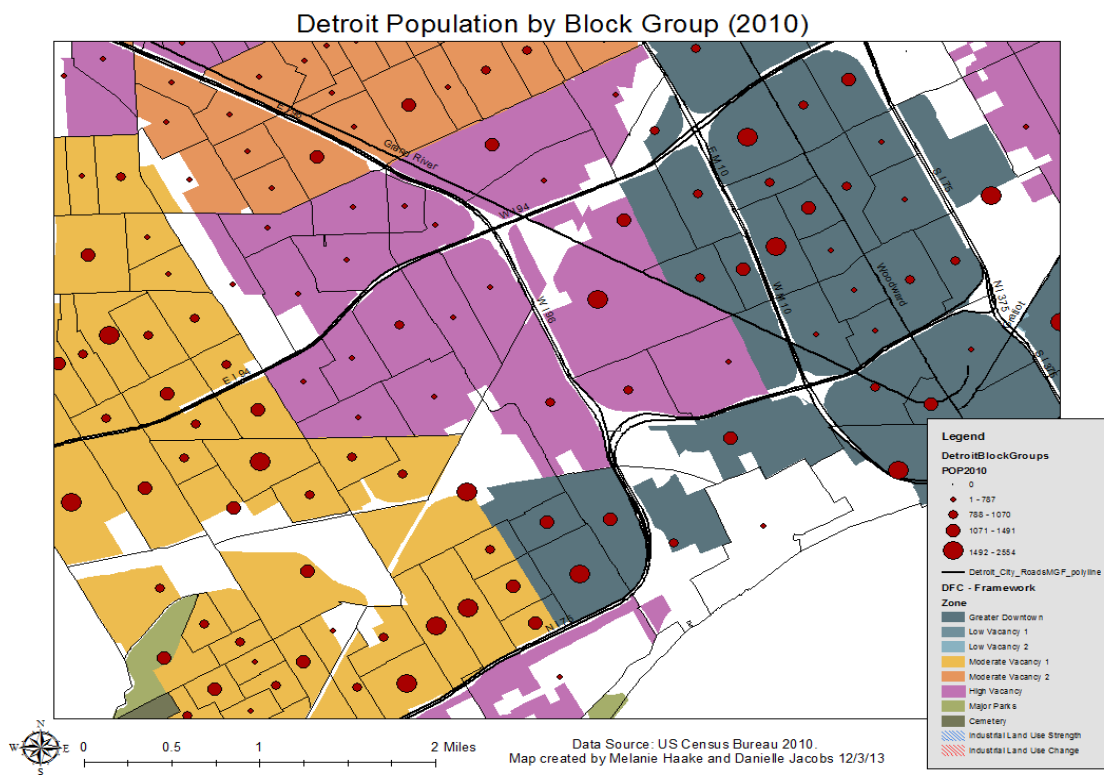 Detroit Population by Block Group (2010)
E I 96
Grand River
W I 94
E M 10
S I 75
W I 96
W M 10
Woodward
N I 375
Gratiot
S I 375
E I 94
N I 75
Legend
DetroitBlockGroups
POP2010
0
1 - 787
788 - 1070
1071 - 1491
1492 - 2554
Detroit_City_RoadsMGF_polyline
DFC - Framework
Zone
Greater Downtown
Low Vacancy 1
Low Vacancy 2
Moderate Vacancy 1
Moderate Vacancy 2
High Vacancy
Major Parks
Cemetery
Industrial Land Use Strength
Industrial Land Use Change
N
W E
S
0 0.5 1 2 Miles
Data Source: US Census Bureau 2010.
Map created by Melanie Haake and Danielle Jacobs 12/3/13